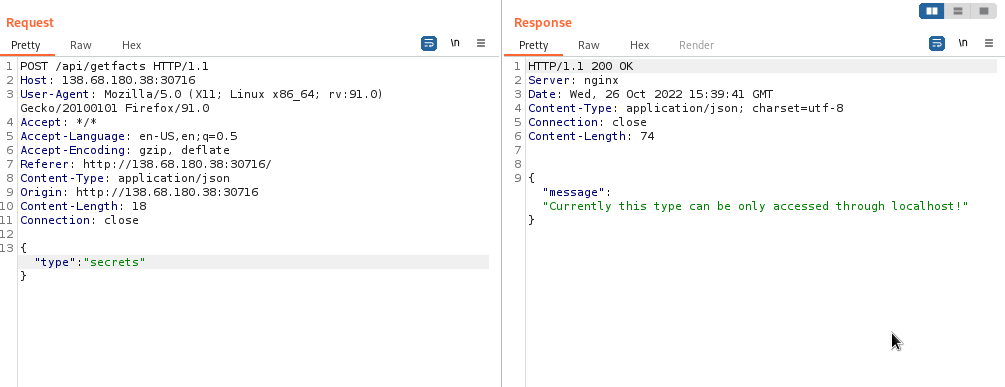 Request
Pretty Raw Hex \n
1 POST /api/getfacts HTTP/1.1
2 Host: 138.68.180.38:30716
3 User-Agent: Mozilla/5.0 (X11; Linux x86_64; rv:91.0)
Gecko/20100101 Firefox/91.0
4 Accept: */*
5 Accept-Language: en-US,en;q=0.5
6 Accept-Encoding: gzip, deflate
7 Referer: http://138.68.180.38:30716/
8 Content-Type: application/json
9 Origin: http://138.68.180.38:30716
10 Content-Length: 18
11 Connection: close
12
13 {
"type":"secrets"
}
Response
Pretty Raw Hex Render \n
1 HTTP/1.1 200 OK
2 Server: nginx
3 Date: Wed, 26 Oct 2022 15:39:41 GMT
4 Content-Type: application/json; charset=utf-8
5 Connection: close
6 Content-Length: 74
7
8
9 {
"message":
"Currently this type can be only accessed through localhost!"
}